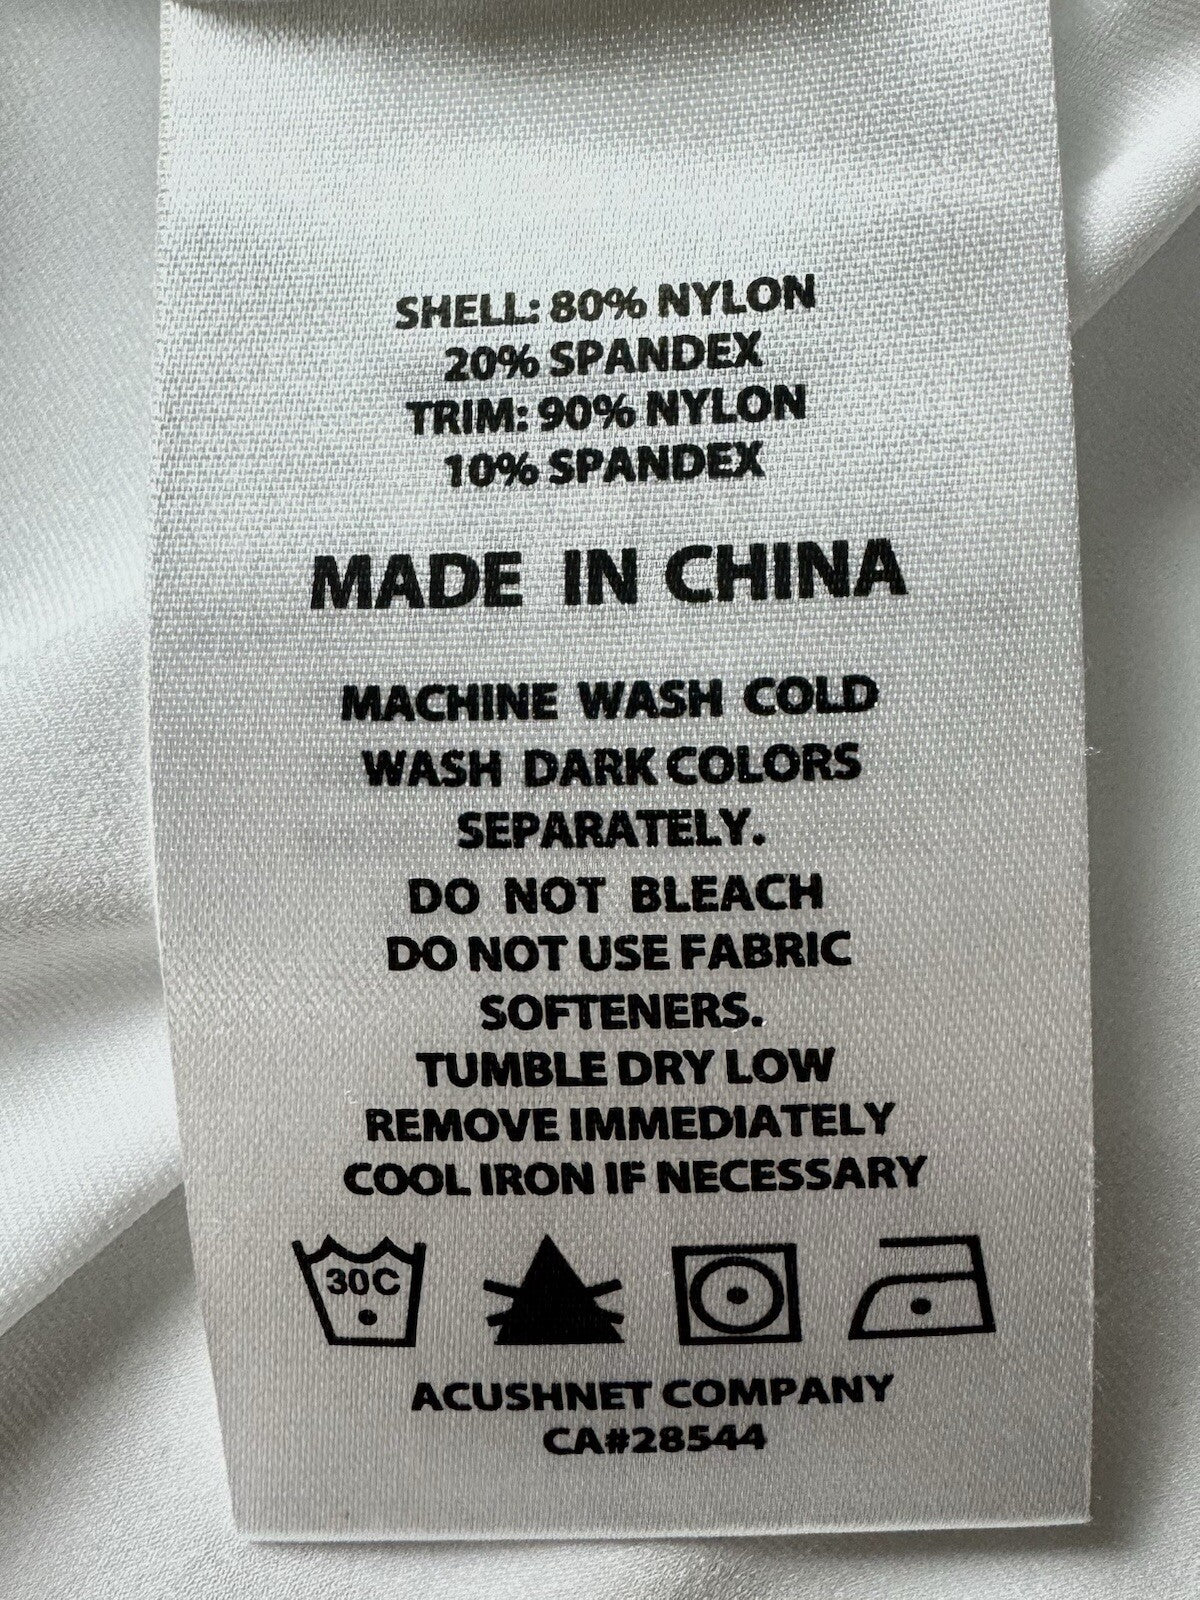 SHELL: 80% NYLON
20% SPANDEX
TRIM: 90% NYLON
10% SPANDEX
MADE IN CHINA
MACHINE WASH COLD
WASH DARK COLORS
SEPARATELY.
DO NOT BLEACH
DO NOT USE FABRIC
SOFTENERS.
TUMBLE DRY LOW
REMOVE IMMEDIATELY
COOL IRON IF NECESSARY
30C
ACUSHNET COMPANY
CA#28544